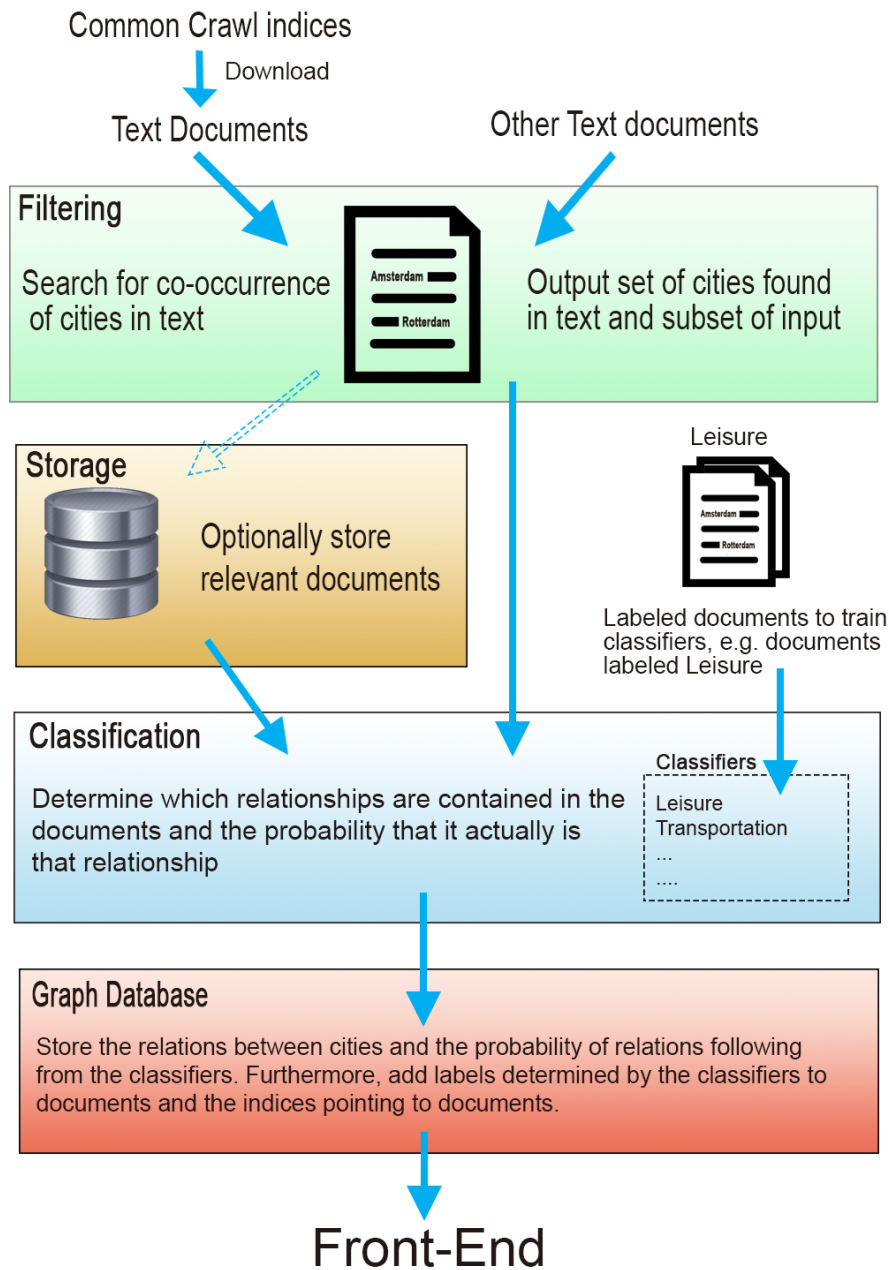 Common Crawl indices
Download
Text Documents
Other Text documents
Filtering
Search for co-occurrence
of cities in text
Amsterdam
Rotterdam
Output set of cities found
in text and subset of input
Storage
Optionally store
relevant documents
Leisure
Amsterdam
Rotterdam
Labeled documents to train
classifiers, e.g. documents
labeled Leisure
Classification
Determine which relationships are contained in the
documents and the probability that it actually is
that relationship
Classifiers
Leisure
Transportation
...
....
Graph Database
Store the relations between cities and the probability of relations following
from the classifiers. Furthermore, add labels determined by the classifiers to
documents and the indices pointing to documents.
Front-End